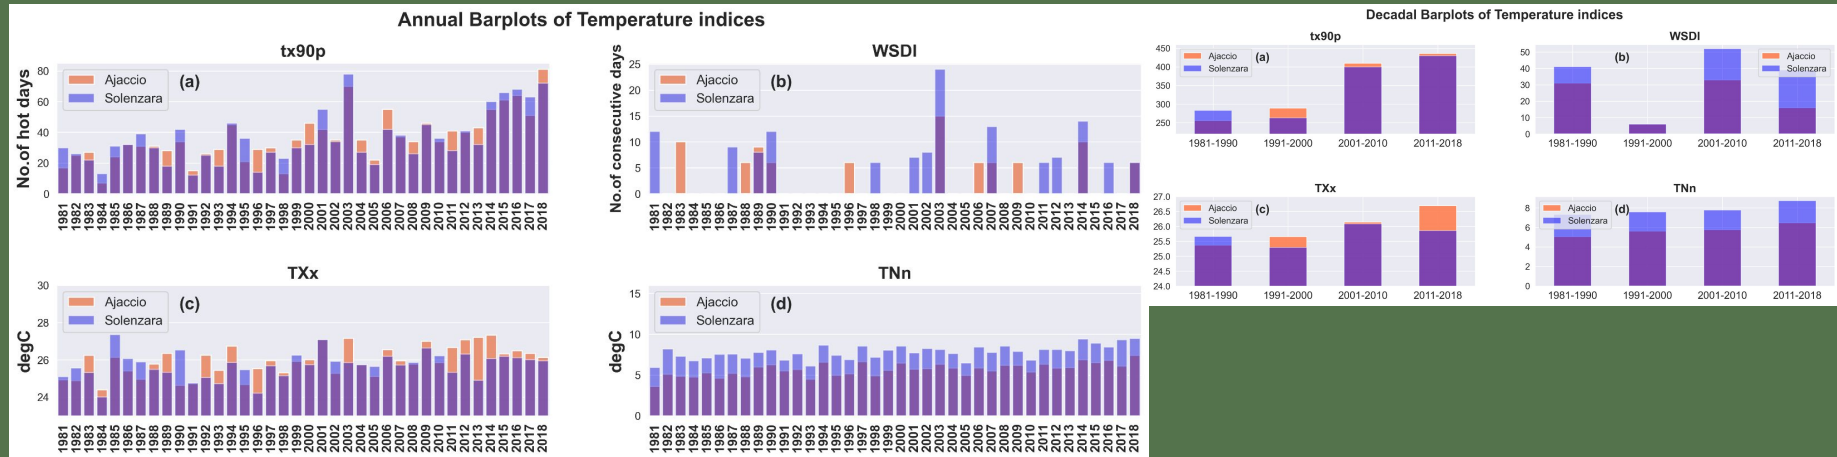 Annual Barplots of Temperature indices
tx90p
No.of hot days
80
60
40
20
0
Ajaccio
Solenzara
(a)
1981 1982 1983 1984 1985 1986 1987 1988 1989 1990 1991 1992 1993 1994 1995 1996 1997 1998 1999 2000 2001 2002 2003 2004 2005 2006 2007 2008 2009 2010 2011 2012 2013 2014 2015 2016 2017 2018
WSDI
No.of consecutive days
25
20
15
10
5
0
Ajaccio
Solenzara
(b)
1981 1982 1983 1984 1985 1986 1987 1988 1989 1990 1991 1992 1993 1994 1995 1996 1997 1998 1999 2000 2001 2002 2003 2004 2005 2006 2007 2008 2009 2010 2011 2012 2013 2014 2015 2016 2017 2018
TXx
degC
30
28
26
24
Ajaccio
Solenzara
(c)
1981 1982 1983 1984 1985 1986 1987 1988 1989 1990 1991 1992 1993 1994 1995 1996 1997 1998 1999 2000 2001 2002 2003 2004 2005 2006 2007 2008 2009 2010 2011 2012 2013 2014 2015 2016 2017 2018
TNn
degC
15
10
5
0
Ajaccio
Solenzara
(d)
1981 1982 1983 1984 1985 1986 1987 1988 1989 1990 1991 1992 1993 1994 1995 1996 1997 1998 1999 2000 2001 2002 2003 2004 2005 2006 2007 2008 2009 2010 2011 2012 2013 2014 2015 2016 2017 2018
Decadal Barplots of Temperature indices
tx90p
450
400
350
300
250
Ajaccio
Solenzara
(a)
1981-1990 1991-2000 2001-2010 2011-2018
WSDI
50
40
30
20
10
0
(b)
Ajaccio
Solenzara
1981-1990 1991-2000 2001-2010 2011-2018
TXx
27.0
26.5
26.0
25.5
25.0
24.5
24.0
Ajaccio
Solenzara
(c)
1981-1990 1991-2000 2001-2010 2011-2018
TNn
8
6
4
2
0
Ajaccio
Solenzara
(d)
1981-1990 1991-2000 2001-2010 2011-2018